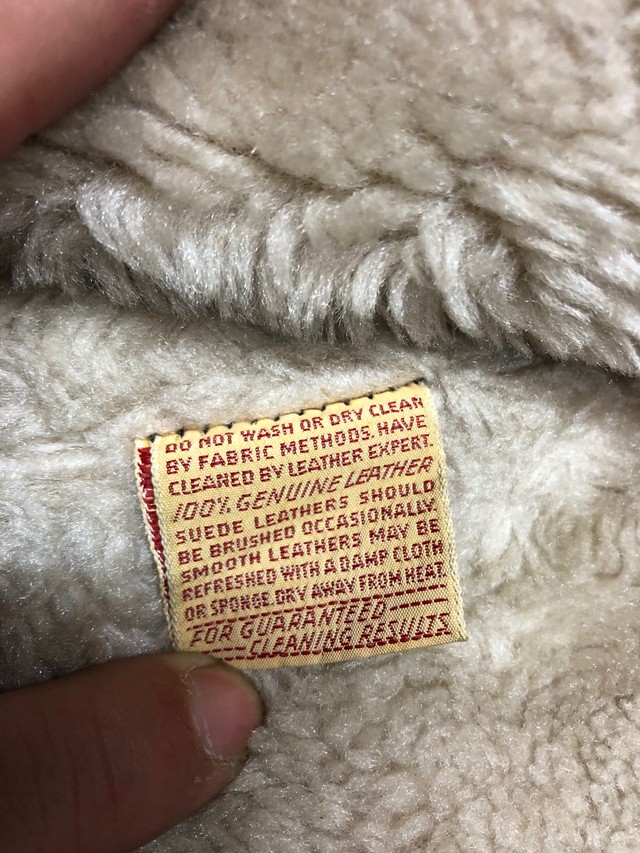 DO NOT WASH OR DRY CLEAN
BY FABRIC METHODS. HAVE
CLEANED BY LEATHER EXPERT.
100% GENUINE LEATHER
SUEDE LEATHERS SHOULD
BE BRUSHED OCCASIONALLY
SMOOTH LEATHERS MAY BE
REFRESHED WITH A DAMP CLOTH
OR SPONGE. DRY AWAY FROM HEAT.
FOR GUARANTEED
CLEANING RESULTS